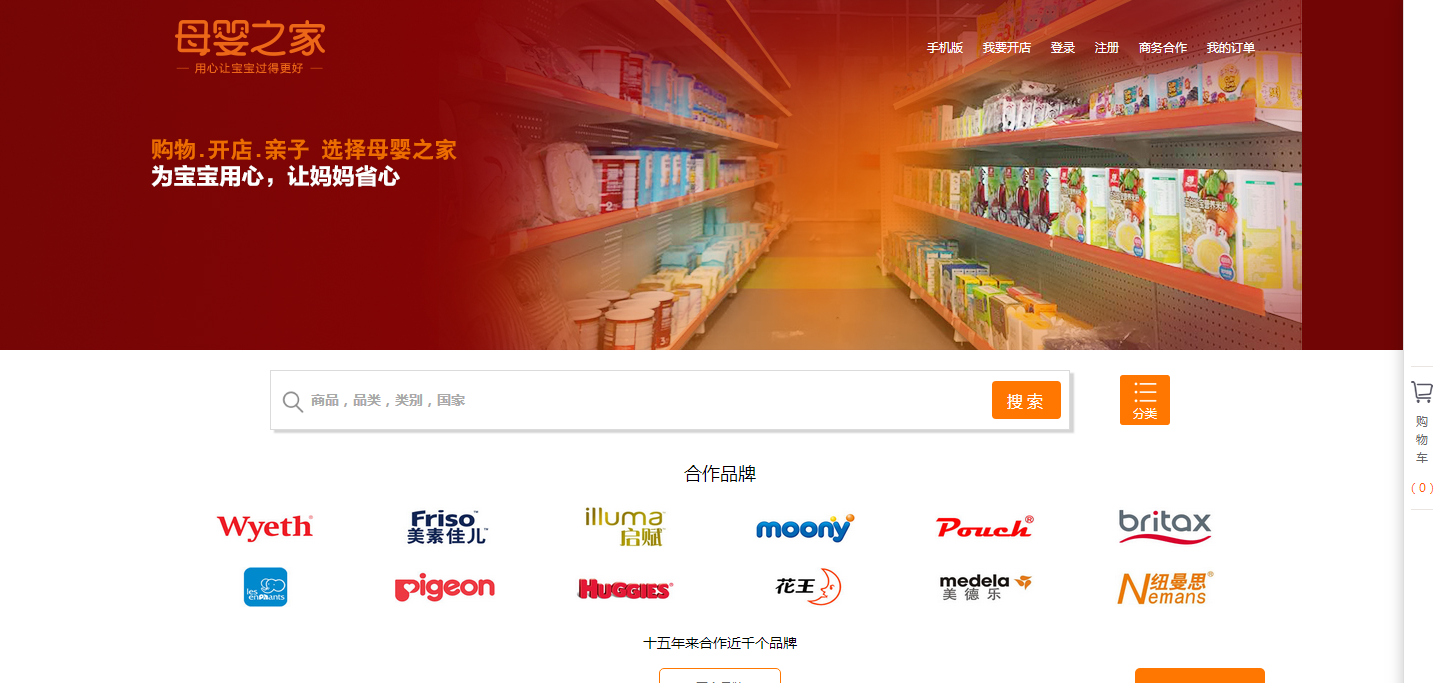 母婴之家
用心让宝宝过得更好
手机版 我要开店 登录 注册 商务合作 我的订单
购物.开店.亲子 选择母婴之家
为宝宝用心，让妈妈省心
商品，品类，类别，国家
搜索
分类
购
物
车
( 0 )
合作品牌
Wyeth®
Friso™
美素佳儿™
illuma
启赋
moony
Pouch®
britax
les
enphants
pigeon
HUGGIES®
花王
medela
美德乐
Nemans
纽曼思®
十五年来合作近千个品牌